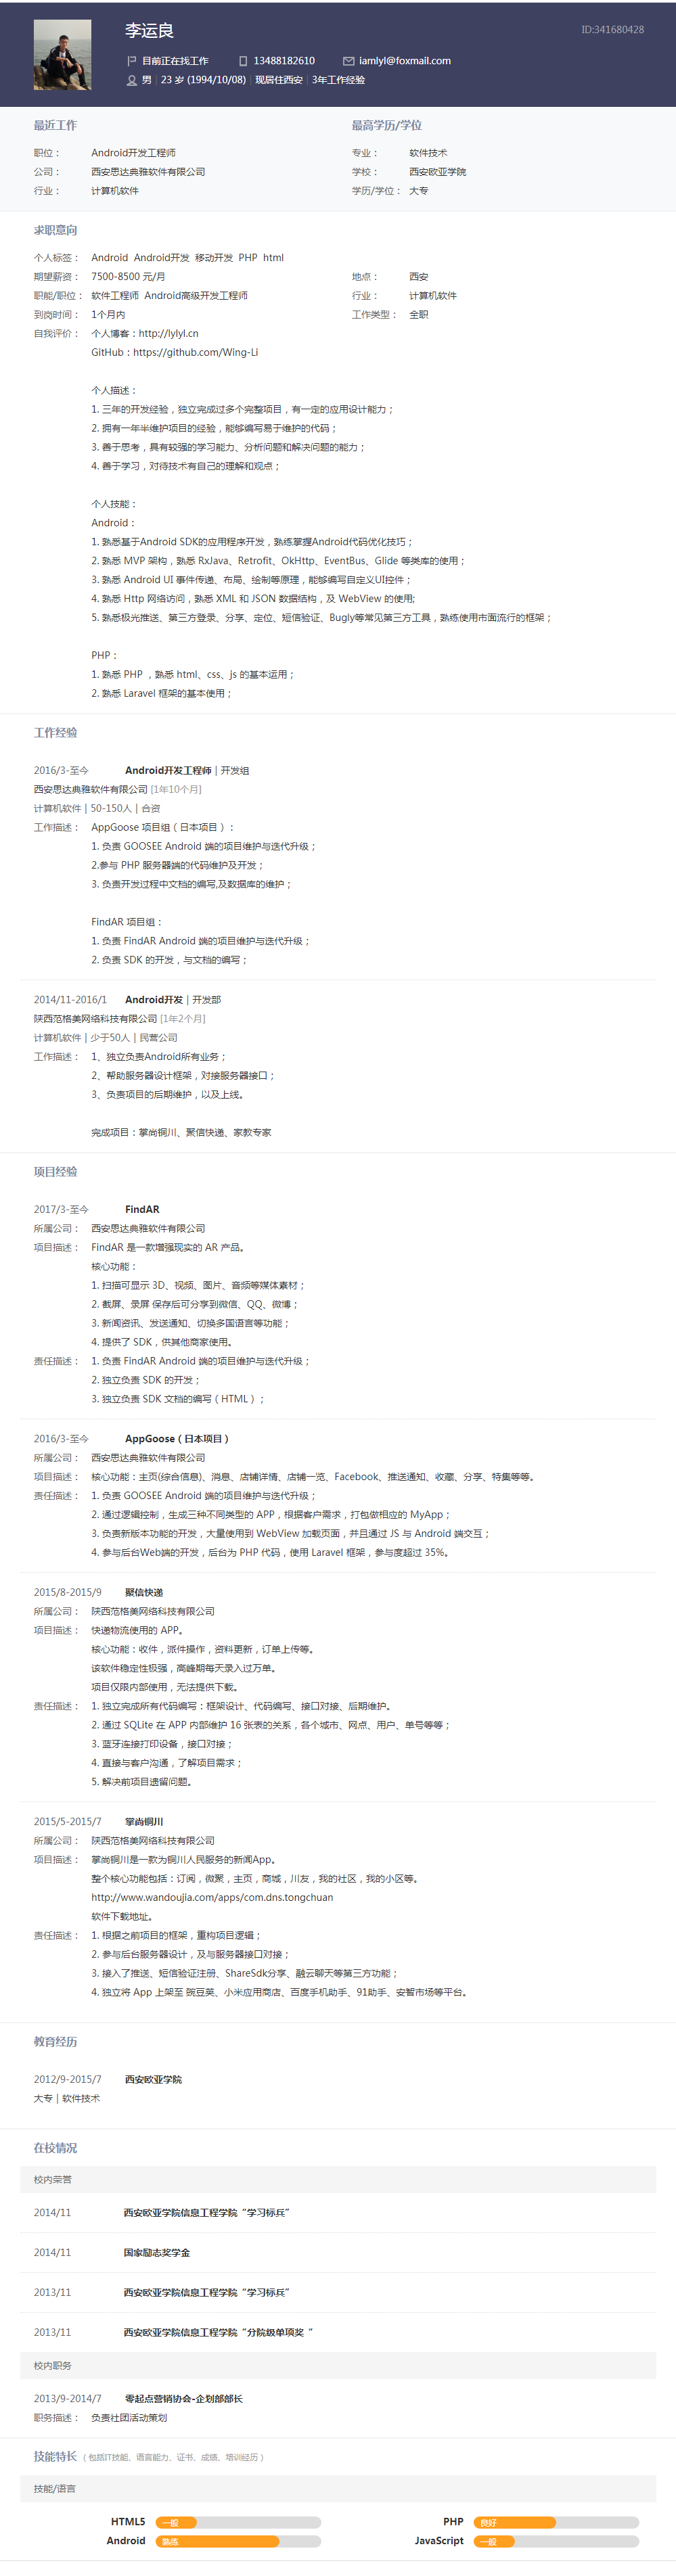 李运良
ID:341680428
目前正在找工作 13488182610 iamlyl@foxmail.com
男 | 23 岁 (1994/10/08) | 现居住西安 | 3年工作经验
最近工作 最高学历/学位
职位： Android开发工程师 专业： 软件技术
公司： 西安思达典雅软件有限公司 学校： 西安欧亚学院
行业： 计算机软件 学历/学位： 大专
求职意向
个人标签： Android Android开发 移动开发 PHP html
期望薪资： 7500-8500 元/月 地点： 西安
职能/职位： 软件工程师 Android高级开发工程师 行业： 计算机软件
到岗时间： 1个月内 工作类型： 全职
自我评价： 个人博客：http://lylyl.cn
GitHub：https://github.com/Wing-Li
个人描述：
1. 三年的开发经验，独立完成过多个完整项目，有一定的应用设计能力；
2. 拥有一年半维护项目的经验，能够编写易于维护的代码；
3. 善于思考，具有较强的学习能力、分析问题和解决问题的能力；
4. 善于学习，对待技术有自己的理解和观点；
个人技能：
Android：
1. 熟悉基于Android SDK的应用程序开发，熟练掌握Android代码优化技巧；
2. 熟悉 MVP 架构，熟悉 RxJava、Retrofit、OkHttp、EventBus、Glide 等类库的使用；
3. 熟悉 Android UI 事件传递、布局、绘制等原理，能够编写自定义UI控件；
4. 熟悉 Http 网络访问，熟悉 XML 和 JSON 数据结构，及 WebView 的使用;
5. 熟悉极光推送、第三方登录、分享、定位、短信验证、Bugly等常见第三方工具，熟练使用市面流行的框架；
PHP：
1. 熟悉 PHP ，熟悉 html、css、js 的基本运用；
2. 熟悉 Laravel 框架的基本使用；
工作经验
2016/3-至今 Android开发工程师 | 开发组
西安思达典雅软件有限公司 [1年10个月]
计算机软件 | 50-150人 | 合资
工作描述： AppGoose 项目组（日本项目）：
1. 负责 GOOSEE Android 端的项目维护与迭代升级；
2.参与 PHP 服务器端的代码维护及开发；
3. 负责开发过程中文档的编写,及数据库的维护；
FindAR 项目组：
1. 负责 FindAR Android 端的项目维护与迭代升级；
2. 负责 SDK 的开发，与文档的编写；
2014/11-2016/1 Android开发 | 开发部
陕西范格美网络科技有限公司 [1年2个月]
计算机软件 | 少于50人 | 民营公司
工作描述： 1、独立负责Android所有业务；
2、帮助服务器设计框架，对接服务器接口；
3、负责项目的后期维护，以及上线。
完成项目：掌尚铜川、聚信快递、家教专家
项目经验
2017/3-至今 FindAR
所属公司： 西安思达典雅软件有限公司
项目描述： FindAR 是一款增强现实的 AR 产品。
核心功能：
1. 扫描可显示 3D、视频、图片、音频等媒体素材；
2. 截屏、录屏 保存后可分享到微信、QQ、微博；
3. 新闻资讯、发送通知、切换多国语言等功能；
4. 提供了 SDK，供其他商家使用。
责任描述： 1. 负责 FindAR Android 端的项目维护与迭代升级；
2. 独立负责 SDK 的开发；
3. 独立负责 SDK 文档的编写（ HTML ）；
2016/3-至今 AppGoose（日本项目）
所属公司： 西安思达典雅软件有限公司
项目描述： 核心功能：主页(综合信息)、消息、店铺详情、店铺一览、Facebook、推送通知、收藏、分享、特集等等。
责任描述： 1. 负责 GOOSEE Android 端的项目维护与迭代升级；
2. 通过逻辑控制，生成三种不同类型的 APP，根据客户需求，打包做相应的 MyApp；
3. 负责新版本功能的开发，大量使用到 WebView 加载页面，并且通过 JS 与 Android 端交互；
4. 参与后台Web端的开发，后台为 PHP 代码，使用 Laravel 框架，参与度超过 35%。
2015/8-2015/9 聚信快递
所属公司： 陕西范格美网络科技有限公司
项目描述： 快递物流使用的 APP。
核心功能：收件，派件操作，资料更新，订单上传等。
该软件稳定性极强，高峰期每天录入过万单。
项目仅限内部使用，无法提供下载。
责任描述： 1. 独立完成所有代码编写：框架设计、代码编写、接口对接、后期维护。
2. 通过 SQLite 在 APP 内部维护 16 张表的关系，各个城市、网点、用户、单号等等；
3. 蓝牙连接打印设备，接口对接；
4. 直接与客户沟通，了解项目需求；
5. 解决前项目遗留问题。
2015/5-2015/7 掌尚铜川
所属公司： 陕西范格美网络科技有限公司
项目描述： 掌尚铜川是一款为铜川人民服务的新闻App。
整个核心功能包括：订阅，微聚，主页，商城，川友，我的社区，我的小区等。
http://www.wandoujia.com/apps/com.dns.tongchuan
软件下载地址。
责任描述： 1. 根据之前项目的框架，重构项目逻辑；
2. 参与后台服务器设计，及与服务器接口对接；
3. 接入了推送、短信验证注册、ShareSdk分享、融云聊天等第三方功能；
4. 独立将 App 上架至 豌豆荚、小米应用商店、百度手机助手、91助手、安智市场等平台。
教育经历
2012/9-2015/7 西安欧亚学院
大专 | 软件技术
在校情况
校内荣誉
2014/11 西安欧亚学院信息工程学院“学习标兵”
2014/11 国家励志奖学金
2013/11 西安欧亚学院信息工程学院“学习标兵”
2013/11 西安欧亚学院信息工程学院“分院级单项奖 ”
校内职务
2013/9-2014/7 零起点营销协会-企划部部长
职务描述： 负责社团活动策划
技能特长 （ 包括IT技能、语言能力、证书、成绩、培训经历 ）
技能/语言
HTML5 一般 PHP 良好
Android 熟练 JavaScript 一般